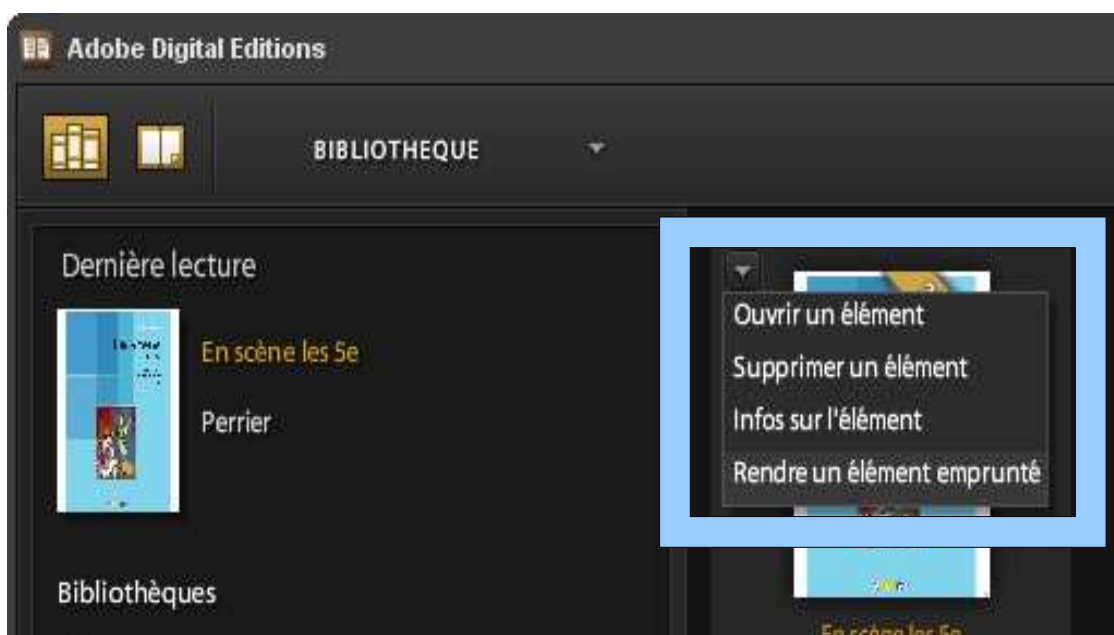 Adobe Digital Editions
BIBLIOTHEQUE
Dernière lecture
En scène les 5e
Perrier
Bibliothèques
Ouvrir un élément
Supprimer un élément
Infos sur l'élément
Rendre un élément emprunté
En scène les 5e